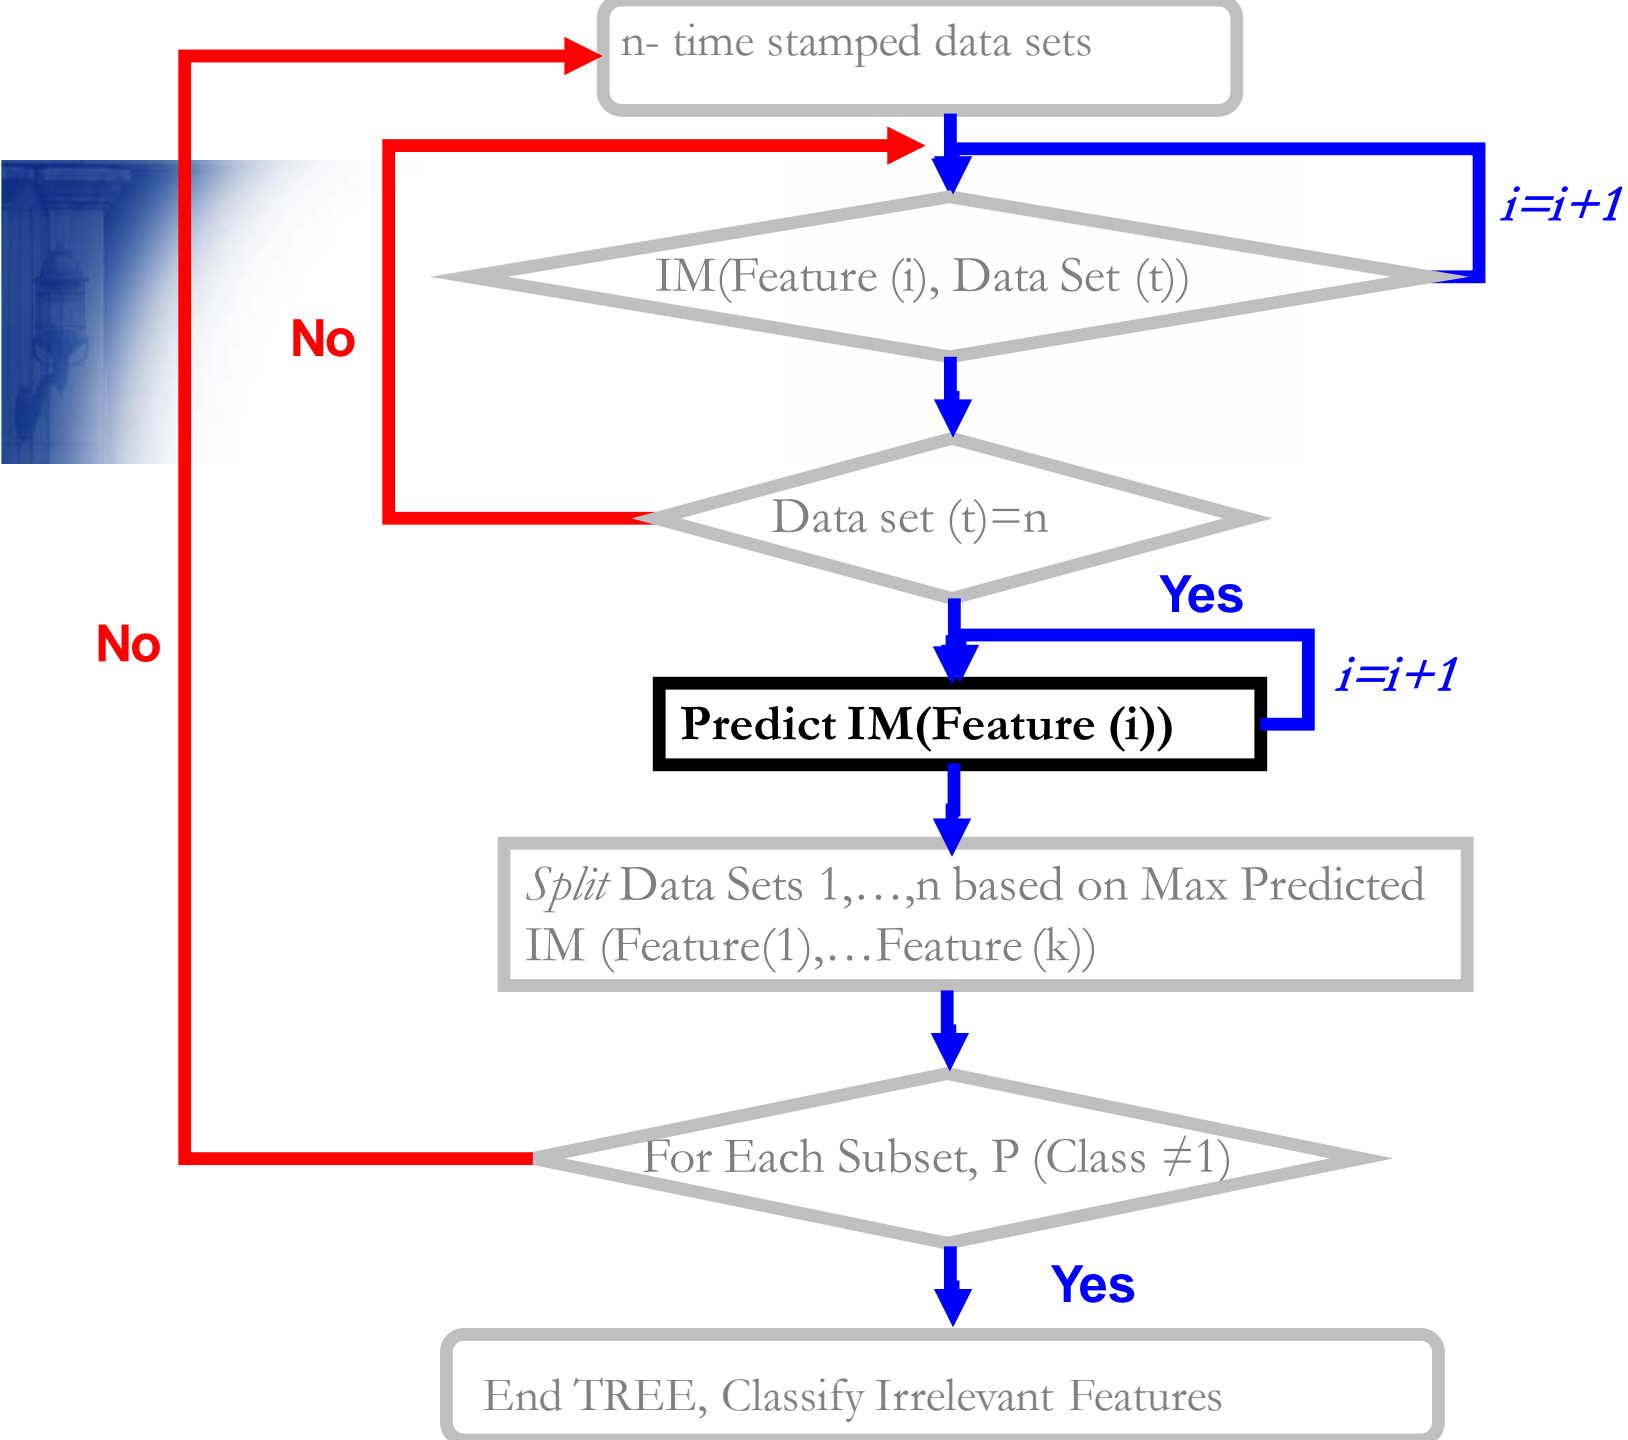 n- time stamped data sets
i=i+1
IM(Feature (i), Data Set (t))
No
Data set (t)=n
Yes
No
i=i+1
Predict IM(Feature (i))
Split Data Sets 1,…,n based on Max Predicted
IM (Feature(1),…Feature (k))
For Each Subset, P (Class ≠1)
Yes
End TREE, Classify Irrelevant Features